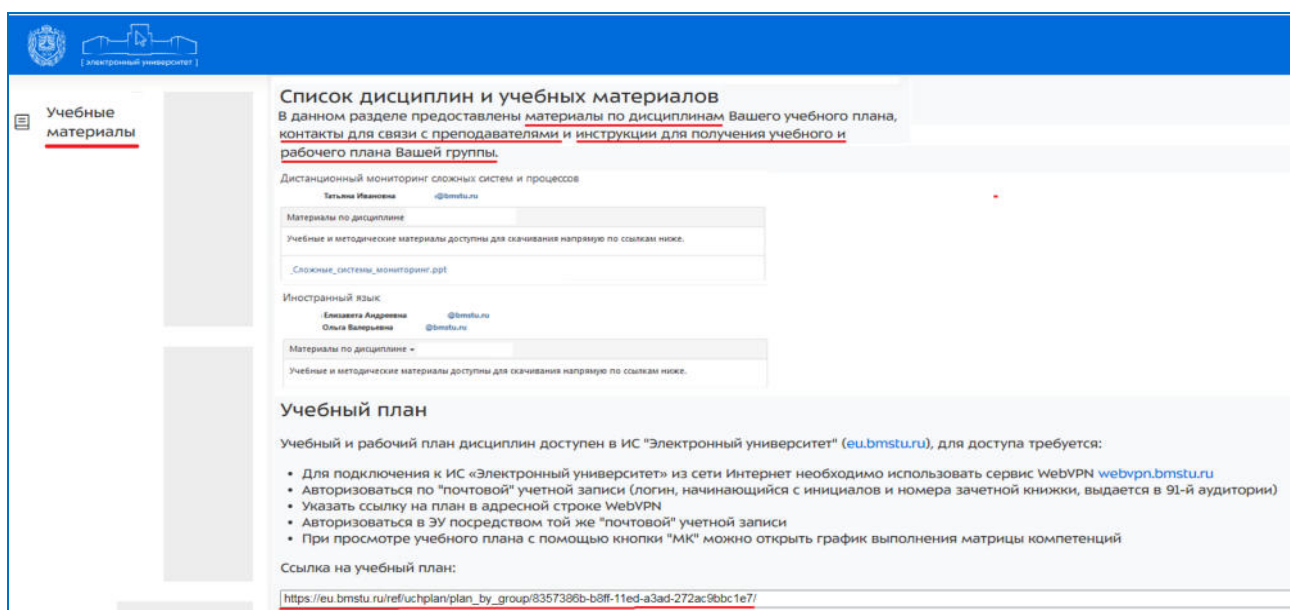 [ электронный университет ]
Учебные
материалы
Список дисциплин и учебных материалов
В данном разделе предоставлены материалы по дисциплинам Вашего учебного плана,
контакты для связи с преподавателями и инструкции для получения учебного и
рабочего плана Вашей группы.
Дистанционный мониторинг сложных систем и процессов
Татьяна Ивановна @bmstu.ru
Материалы по дисциплине
Учебные и методические материалы доступны для скачивания напрямую по ссылкам ниже.
_Сложные_системы_мониторинг.ppt
Иностранный язык
Елизавета Андреевна @bmstu.ru
Ольга Валерьевна @bmstu.ru
Материалы по дисциплине
Учебные и методические материалы доступны для скачивания напрямую по ссылкам ниже.
Учебный план
Учебный и рабочий план дисциплин доступен в ИС "Электронный университет" (eu.bmstu.ru), для доступа требуется:
• Для подключения к ИС «Электронный университет» из сети Интернет необходимо использовать сервис WebVPN webvpn.bmstu.ru
• Авторизоваться по "почтовой" учетной записи (логин, начинающийся с инициалов и номера зачетной книжки, выдается в 91-й аудитории)
• Указать ссылку на план в адресной строке WebVPN
• Авторизоваться в ЭУ посредством той же "почтовой" учетной записи
• При просмотре учебного плана с помощью кнопки "МК" можно открыть график выполнения матрицы компетенций
Ссылка на учебный план:
https://eu.bmstu.ru/ref/uchplan/plan_by_group/8357386b-b8ff-11ed-a3ad-272ac9bbc1e7/